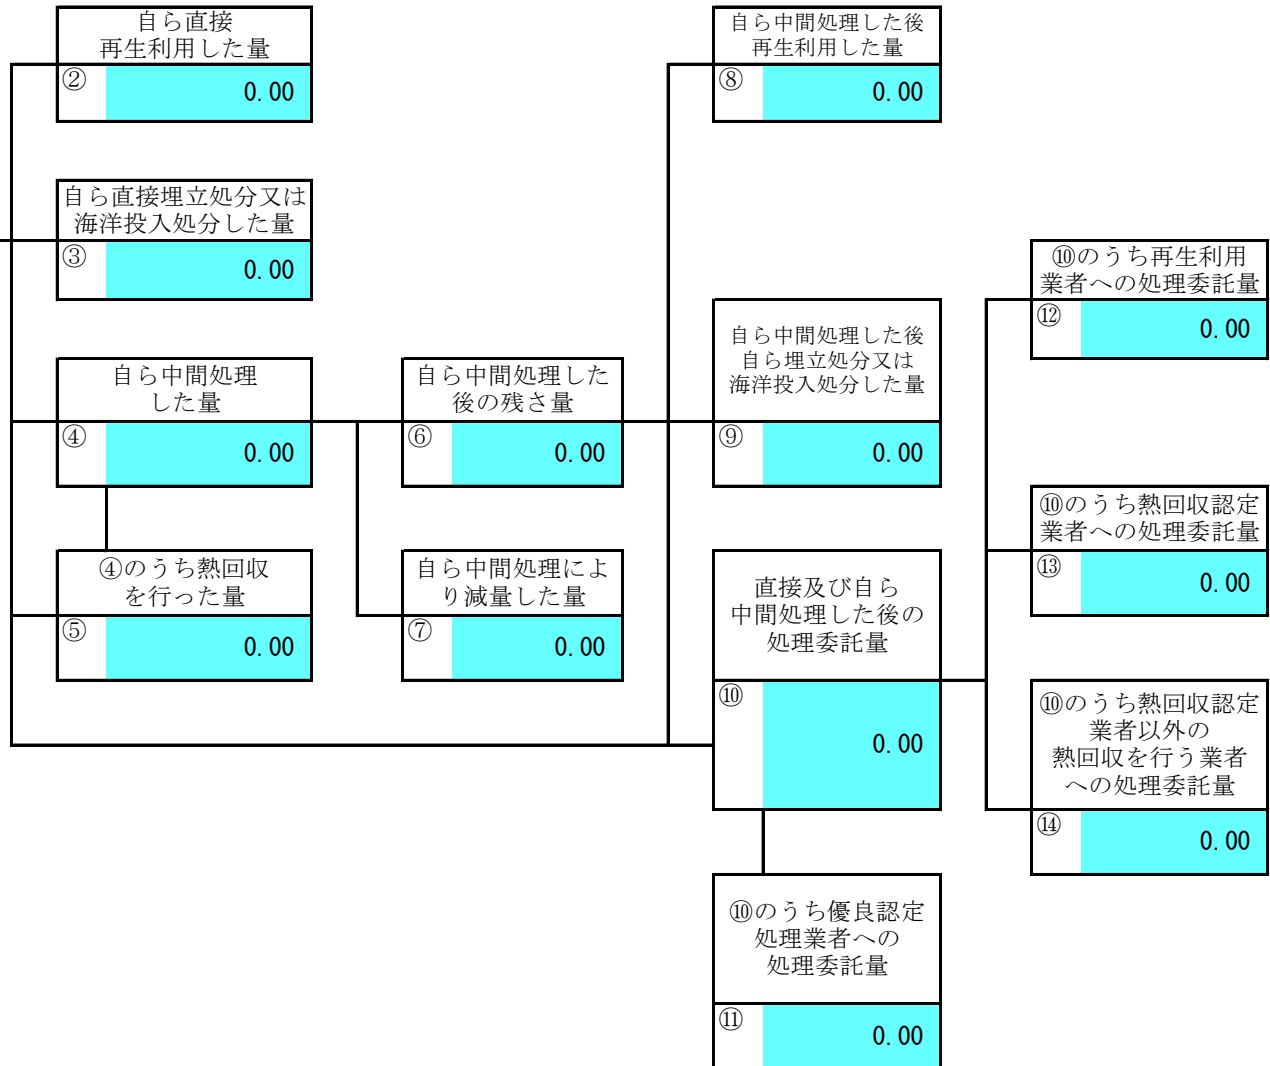 自ら直接
再生利用した量
②
0.00
自ら直接埋立処分又は
海洋投入処分した量
③
0.00
自ら中間処理
した量
④
0.00
④のうち熱回収
を行った量
⑤
0.00
自ら中間処理した
後の残さ量
⑥
0.00
自ら中間処理によ
り減量した量
⑦
0.00
自ら中間処理した後
再生利用した量
⑧
0.00
自ら中間処理した後
自ら埋立処分又は
海洋投入処分した量
⑨
0.00
直接及び自ら
中間処理した後の
処理委託量
⑩
0.00
⑩のうち優良認定
処理業者への
処理委託量
⑪
0.00
⑩のうち再生利用
業者への処理委託量
⑫
0.00
⑩のうち熱回収認定
業者への処理委託量
⑬
0.00
⑩のうち熱回収認定
業者以外の
熱回収を行う業者
への処理委託量
⑭
0.00